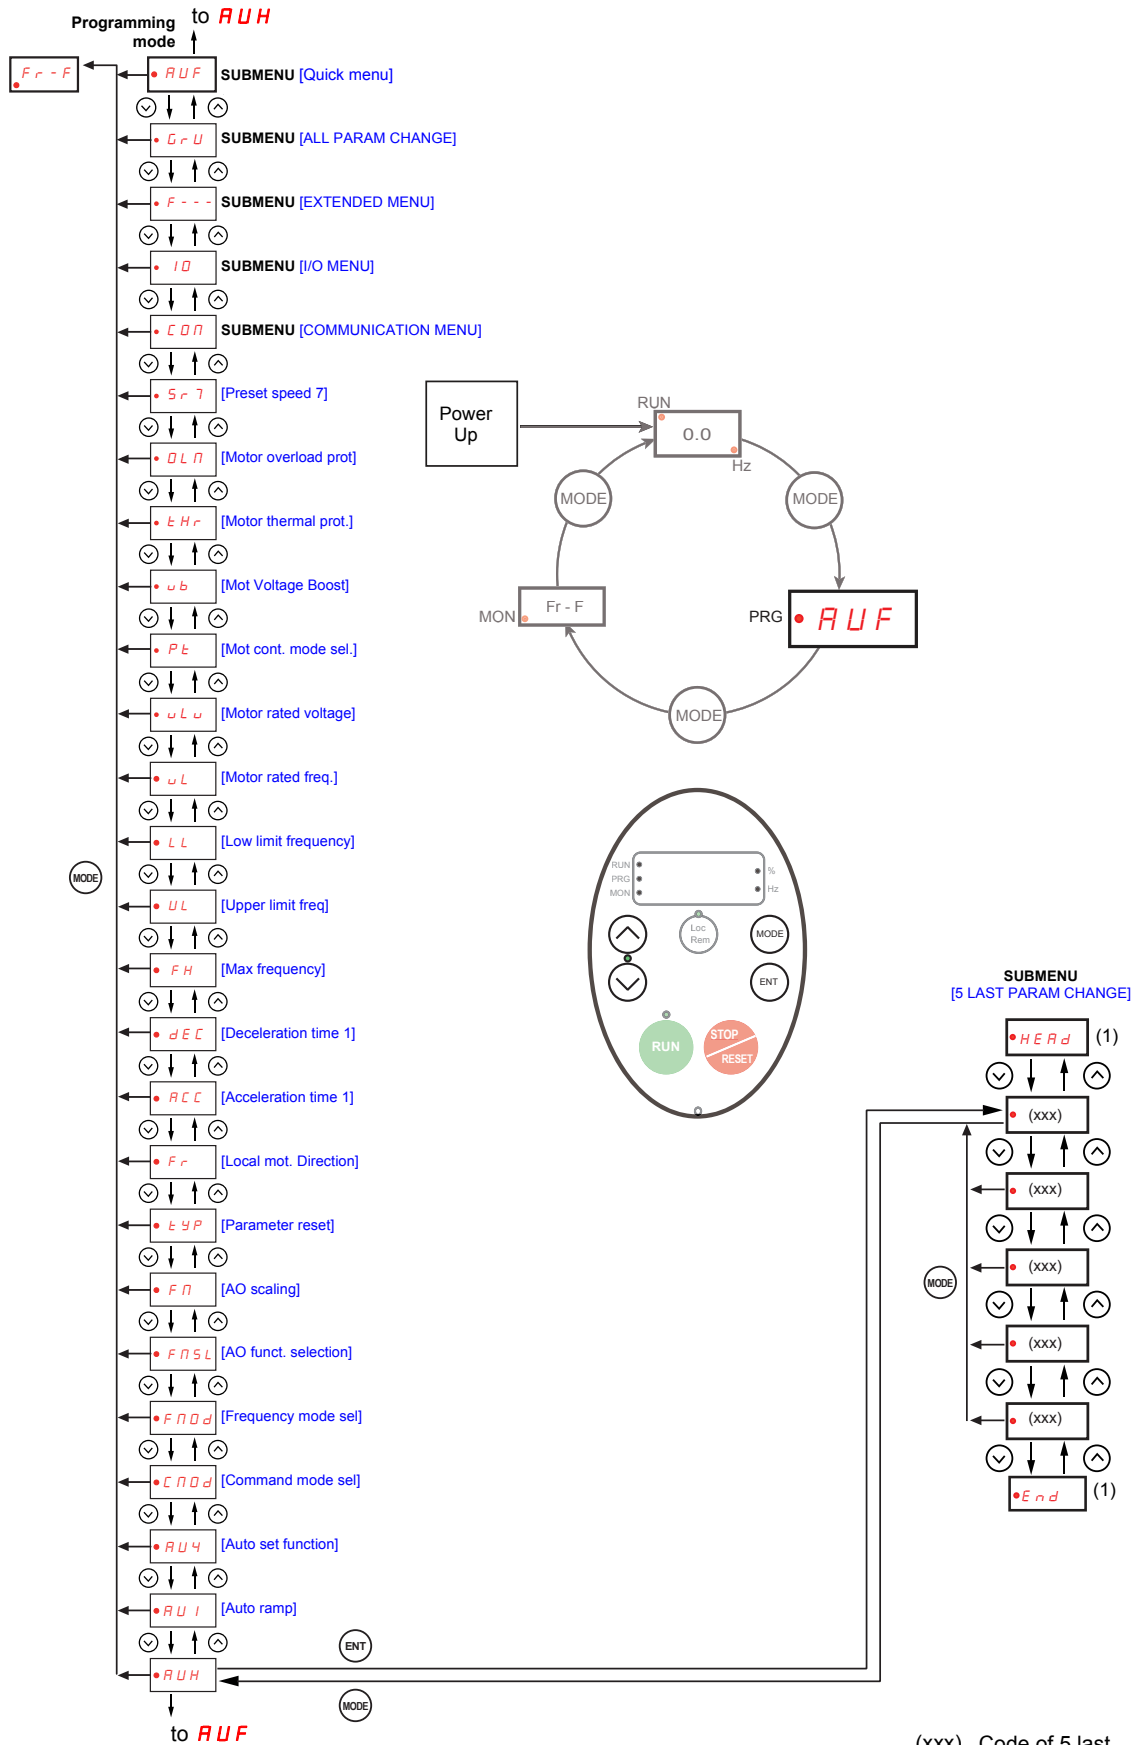 to AUH
Programming
mode
Fr-F
AUF SUBMENU [Quick menu]
GrU SUBMENU [ALL PARAM CHANGE]
F--- SUBMENU [EXTENDED MENU]
IO SUBMENU [I/O MENU]
COM SUBMENU [COMMUNICATION MENU]
Sr7 [Preset speed 7]
OLM [Motor overload prot]
tHr [Motor thermal prot.]
ub [Mot Voltage Boost]
Pt [Mot cont. mode sel.]
uLu [Motor rated voltage]
uL [Motor rated freq.]
LL [Low limit frequency]
MODE
UL [Upper limit freq]
FH [Max frequency]
dEC [Deceleration time 1]
ACC [Acceleration time 1]
Fr [Local mot. Direction]
tYP [Parameter reset]
FM [AO scaling]
FMSL [AO funct. selection]
FMOd [Frequency mode sel]
CMOd [Command mode sel]
AU4 [Auto set function]
AU1 [Auto ramp]
AUH
ENT
MODE
to AUF
Power
Up
RUN
0.0
Hz
MODE
MODE
MON
Fr - F
PRG
AUF
MODE
RUN
PRG
MON
%
Hz
Loc
Rem
MODE
ENT
RUN
STOP
RESET
SUBMENU
[5 LAST PARAM CHANGE]
HEAd (1)
(xxx)
(xxx)
(xxx)
MODE
(xxx)
(xxx)
End (1)
(xxx) Code of 5 last